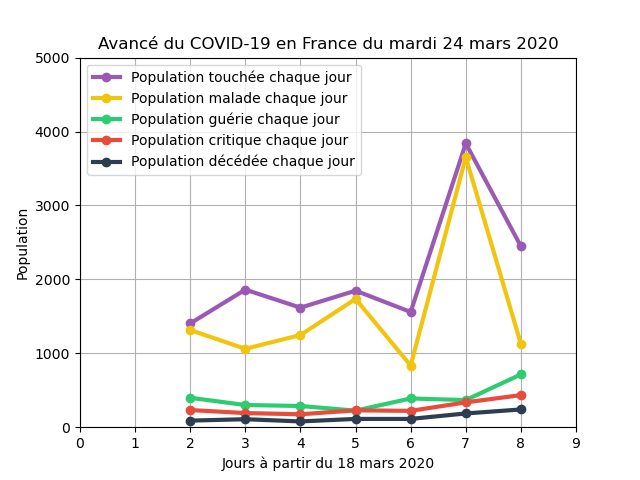 Avancé du COVID-19 en France du mardi 24 mars 2020
5000
4000
3000
2000
1000
0
Population
Population touchée chaque jour
Population malade chaque jour
Population guérie chaque jour
Population critique chaque jour
Population décédée chaque jour
0 1 2 3 4 5 6 7 8 9
Jours à partir du 18 mars 2020